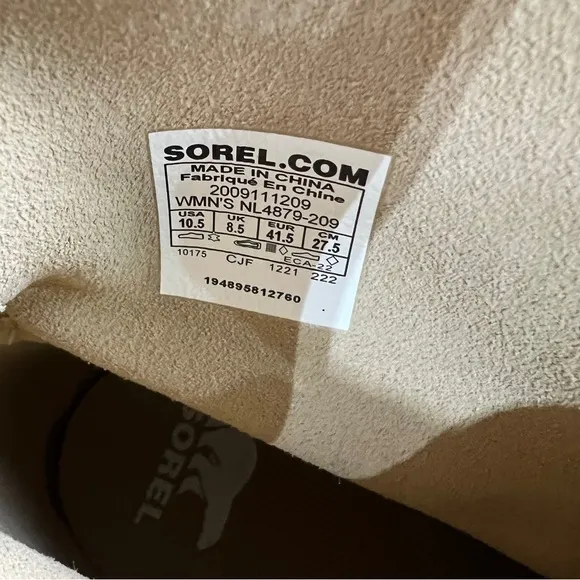 SOREL.COM
MADE IN CHINA
Fabriqué En Chine
2009111209
WMN'S NL4879-209
USA UK EUR CM
10.5 8.5 41.5 27.5
ECA-22
10175 CJF 1221 222
194895812760
SOREL